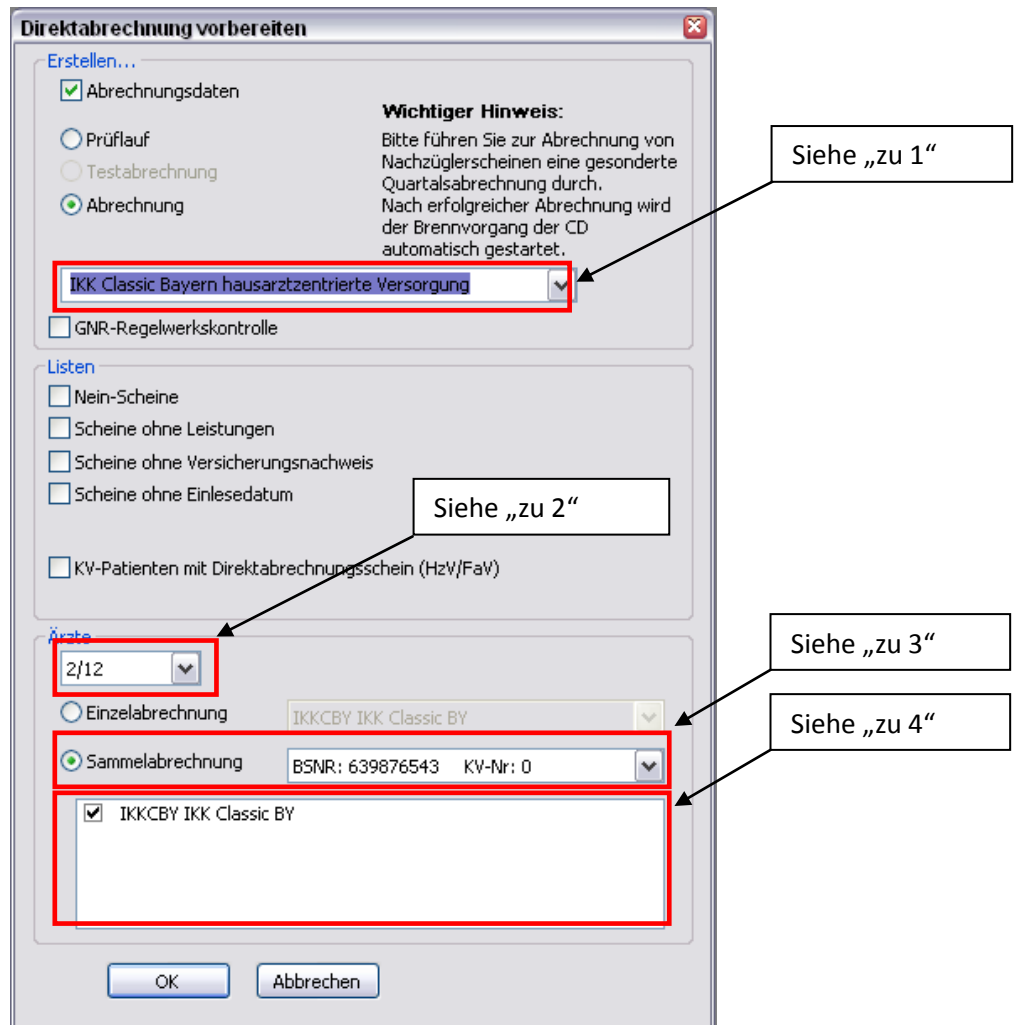 Direktabrechnung vorbereiten
Erstellen...
Abrechnungsdaten
Wichtiger Hinweis:
Prüflauf
Testabrechnung
Abrechnung
Bitte führen Sie zur Abrechnung von
Nachzüglerscheinen eine gesonderte
Quartalsabrechnung durch.
Nach erfolgreicher Abrechnung wird
der Brennvorgang der CD
automatisch gestartet.
Siehe „zu 1“
IKK Classic Bayern hausarztzentrierte Versorgung
GNR-Regelwerkskontrolle
Listen
Nein-Scheine
Scheine ohne Leistungen
Scheine ohne Versicherungsnachweis
Scheine ohne Einlesedatum
Siehe „zu 2“
KV-Patienten mit Direktabrechnungsschein (HzV/FaV)
Ärzte
2/12
Siehe „zu 3“
Einzelabrechnung
IKKCBY IKK Classic BY
Siehe „zu 4“
Sammelabrechnung
BSNR: 639876543 KV-Nr: 0
IKKCBY IKK Classic BY
OK
Abbrechen